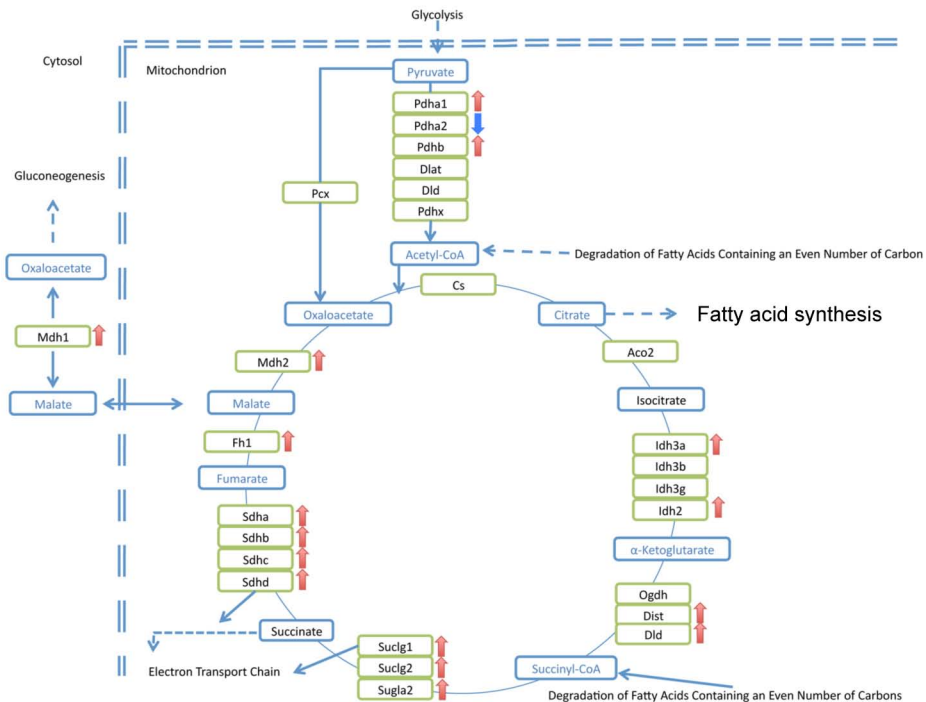 Glycolysis
Cytosol
Mitochondrion
Pyruvate
Pdha1
Pdha2
Pdhb
Dlat
Dld
Pdhx
Pcx
Gluconeogenesis
Acetyl-CoA
Degradation of Fatty Acids Containing an Even Number of Carbon
Oxaloacetate
Cs
Oxaloacetate
Citrate
Fatty acid synthesis
Mdh1
Mdh2
Aco2
Malate
Malate
Isocitrate
Fh1
Idh3a
Idh3b
Idh3g
Idh2
Fumarate
Sdha
Sdhb
Sdhc
Sdhd
α-Ketoglutarate
Ogdh
Dist
Dld
Succinate
Suclg1
Suclg2
Sugla2
Electron Transport Chain
Succinyl-CoA
Degradation of Fatty Acids Containing an Even Number of Carbons